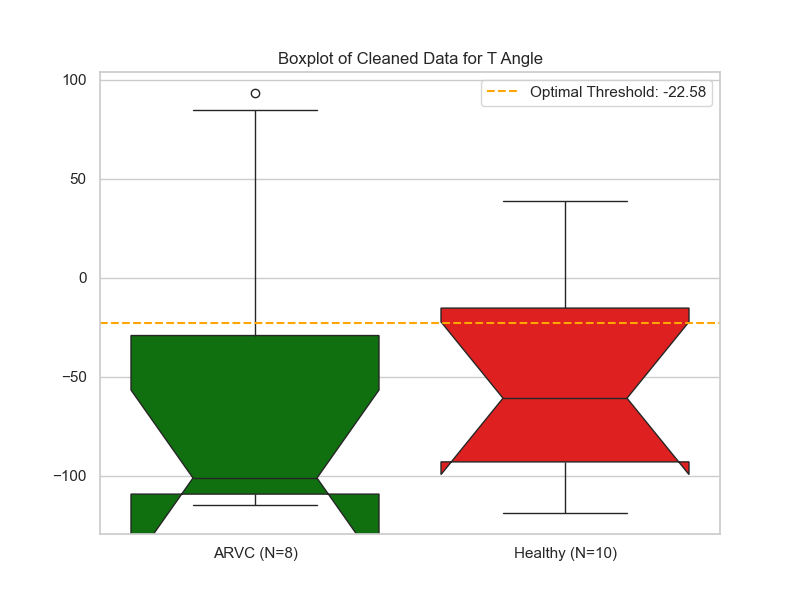 Boxplot of Cleaned Data for T Angle
Optimal Threshold: -22.58
100
50
0
−50
−100
ARVC (N=8)
Healthy (N=10)